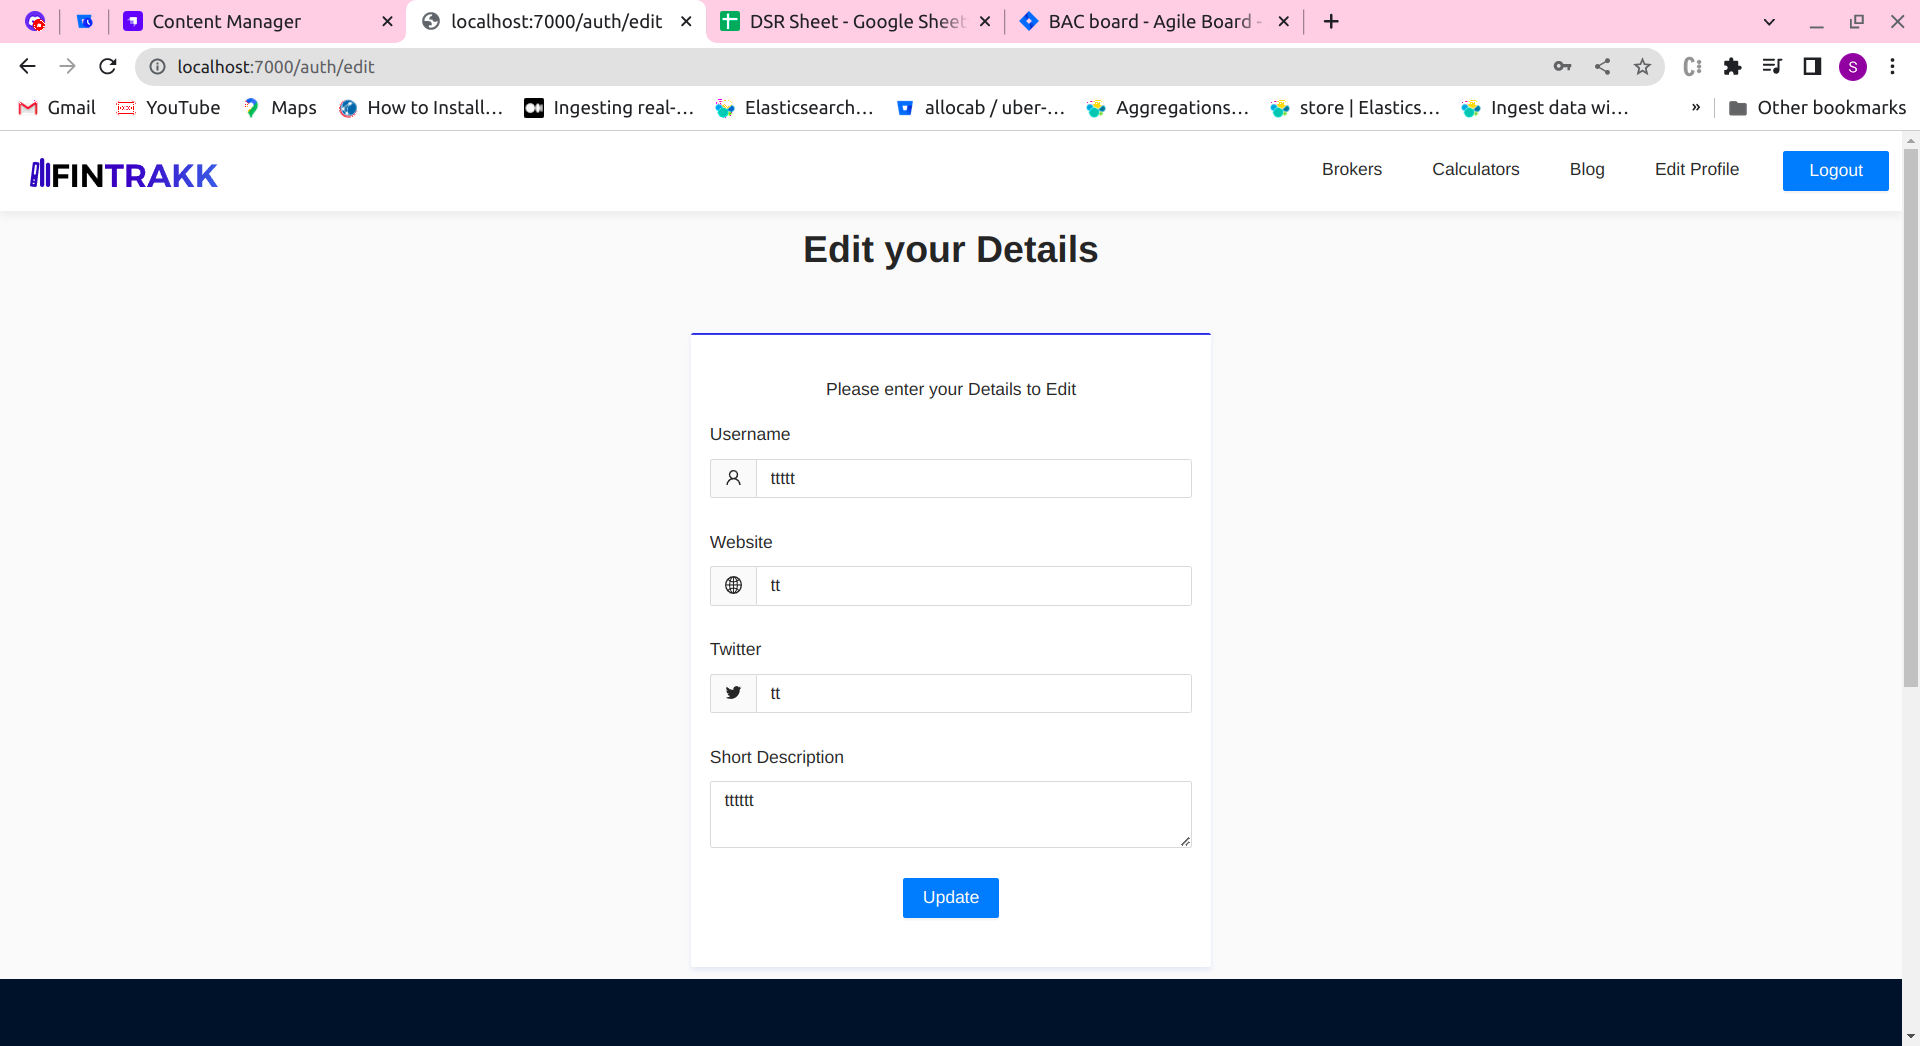 Content Manager
localhost:7000/auth/edit
DSR Sheet - Google Sheet
BAC board - Agile Board -
localhost:7000/auth/edit
S
Gmail
YouTube
Maps
How to Install...
Ingesting real-...
Elasticsearch...
allocab / uber-...
Aggregations...
store | Elastics...
Ingest data wi...
»
Other bookmarks
FINTRAKK
Brokers
Calculators
Blog
Edit Profile
Logout
Edit your Details
Please enter your Details to Edit
Username
ttttt
Website
tt
Twitter
tt
Short Description
tttttt
Update